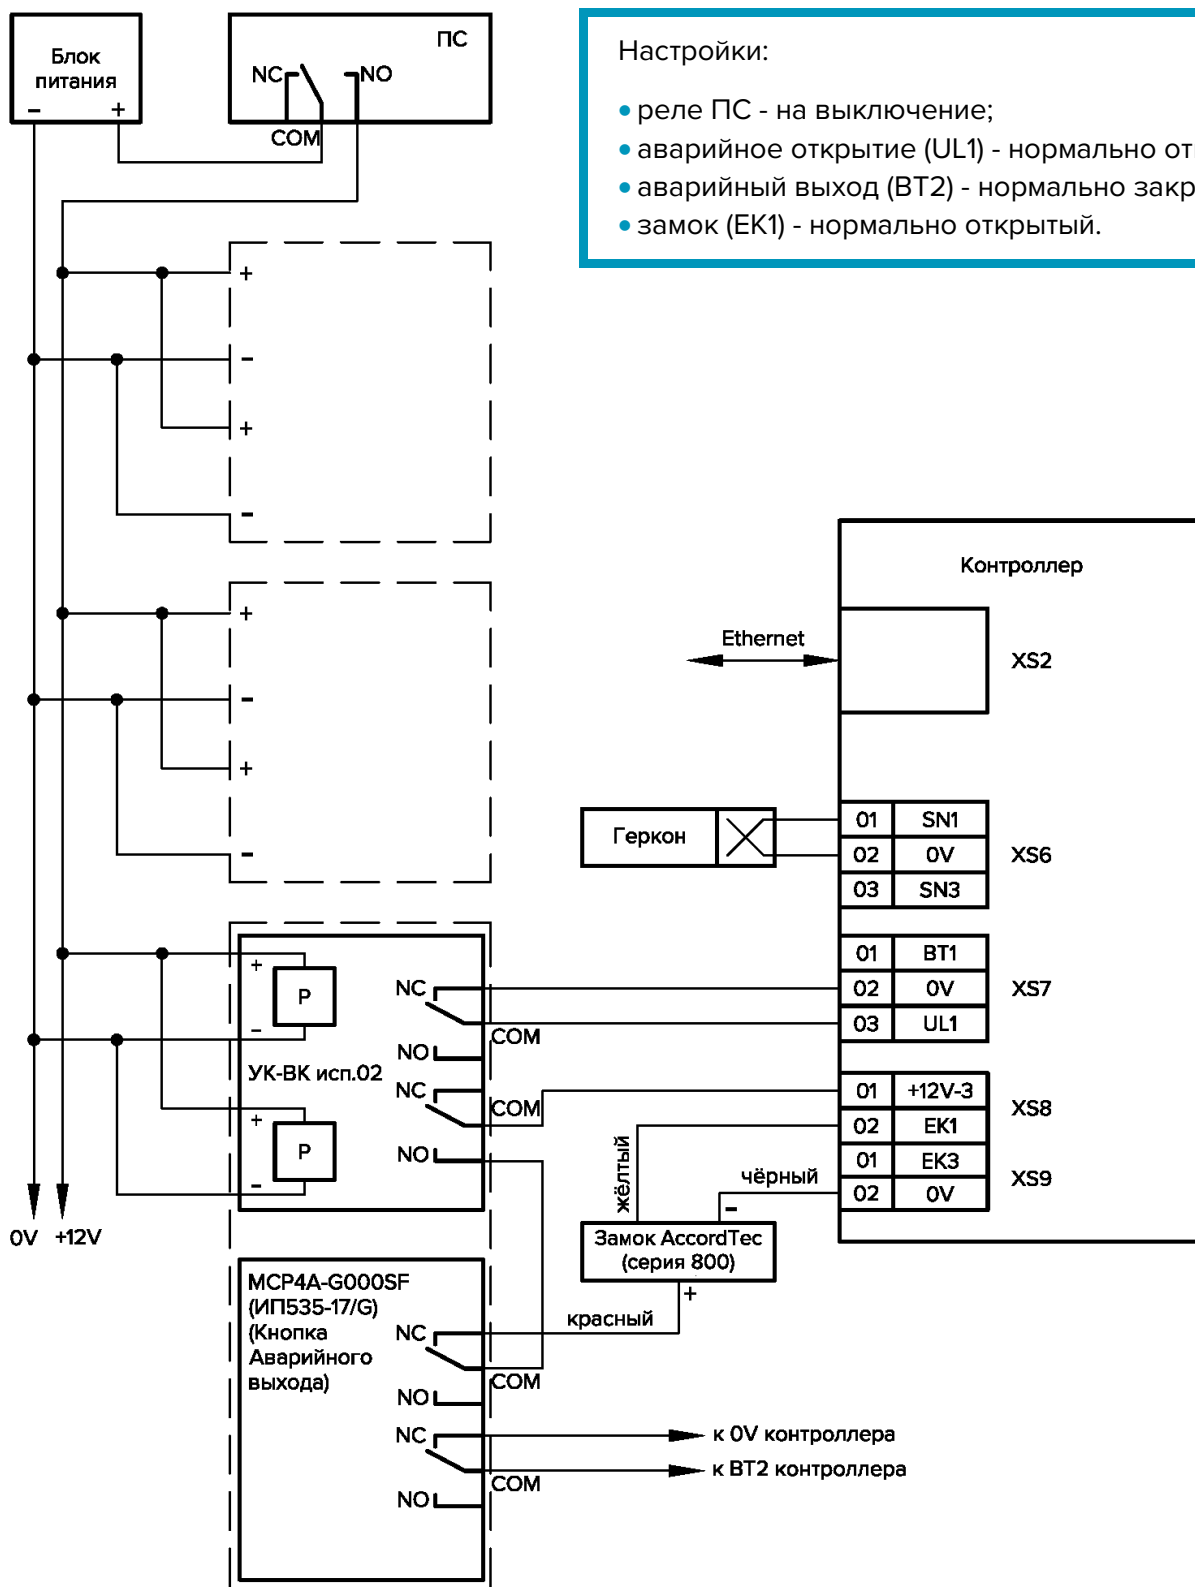 Блок
питания
- +
ПС
NC NO
COM
Настройки:
• реле ПС - на выключение;
• аварийное открытие (UL1) - нормально
• аварийный выход (BT2) - нормально
• замок (EK1) - нормально открытый.
+
-
+
-
+
-
+
-
Контроллер
Ethernet
XS2
Геркон
01 SN1
02 0V
03 SN3
XS6
01 BT1
02 0V
03 UL1
XS7
01 +12V-3
02 EK1
XS8
01 EK3
02 0V
XS9
+
P
-
NC
COM
NO
УК-ВК исп.02
NC
COM
+
P
-
NO
0V +12V
жёлтый
чёрный
-
Замок AccordTec
(серия 800)
+
красный
MCP4A-G000SF
(ИП535-17/G)
(Кнопка
Аварийного
выхода)
NC
COM
NO
NC
COM
NO
к 0V контроллера
к BT2 контроллера